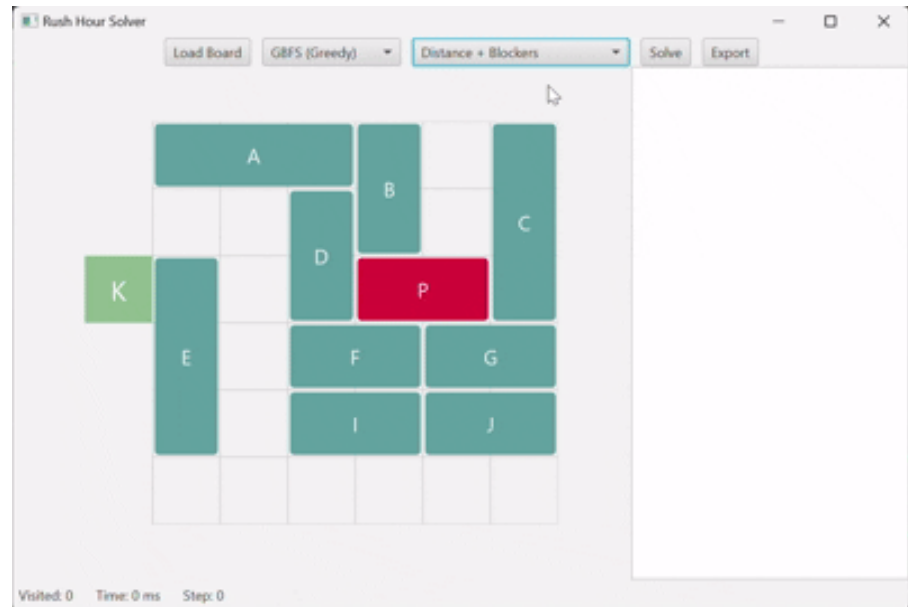 Rush Hour Solver
Load Board GBFS (Greedy) Distance + Blockers Solve Export
A
B
C
D
K
P
E
F
G
I
J
Visited: 0 Time: 0 ms Step: 0